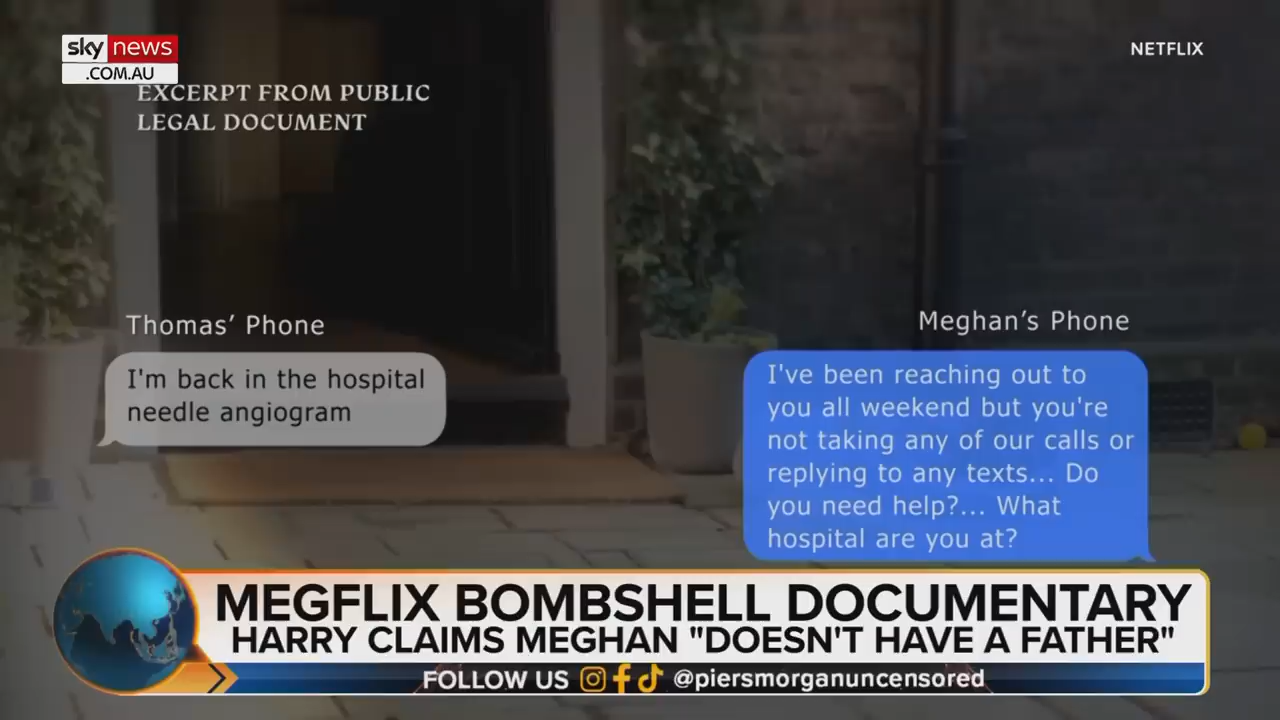 sky news
.COM.AU
NETFLIX
EXCERPT FROM PUBLIC
LEGAL DOCUMENT
Thomas’ Phone
I'm back in the hospital
needle angiogram
Meghan’s Phone
I've been reaching out to
you all weekend but you're
not taking any of our calls or
replying to any texts... Do
you need help?... What
hospital are you at?
MEGFLIX BOMBSHELL DOCUMENTARY
HARRY CLAIMS MEGHAN "DOESN'T HAVE A FATHER"
FOLLOW US @piersmorganuncensored